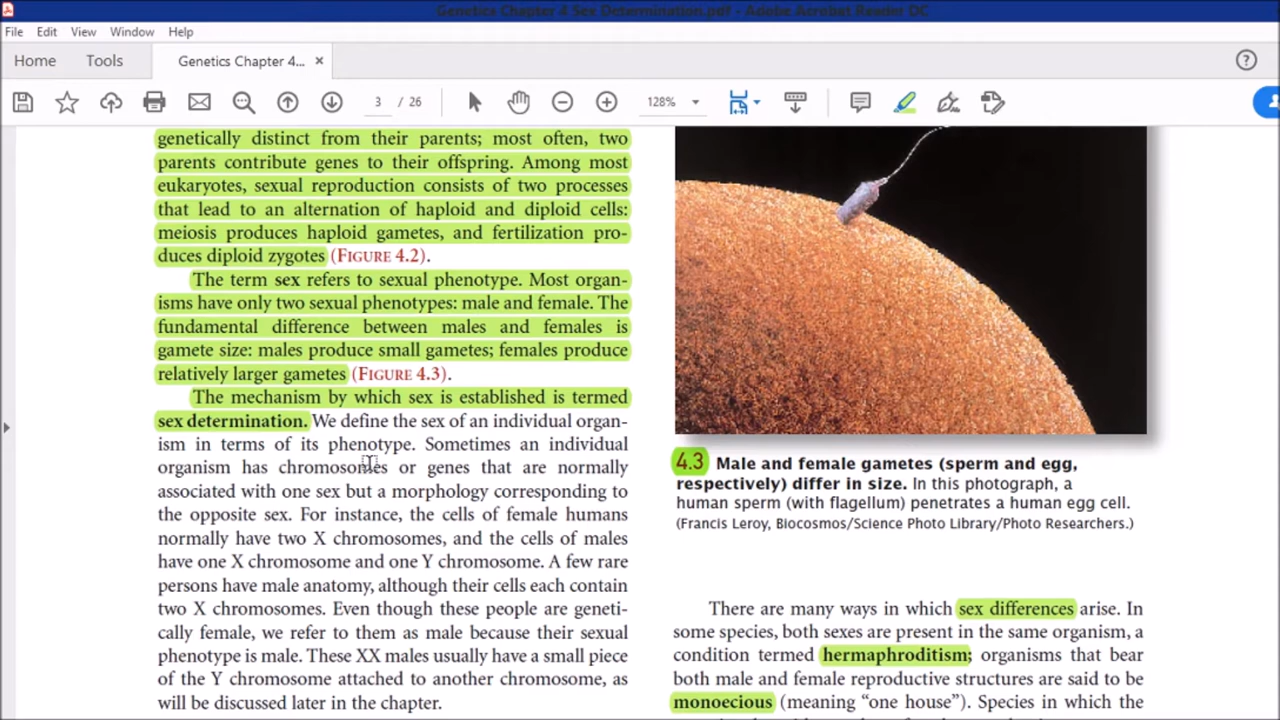 Genetics Chapter 4 Sex Determination.pdf - Adobe Acrobat Reader DC
File Edit View Window Help
Home Tools Genetics Chapter 4... ×
3 / 26 128%
genetically distinct from their parents; most often, two
parents contribute genes to their offspring. Among most
eukaryotes, sexual reproduction consists of two processes
that lead to an alternation of haploid and diploid cells:
meiosis produces haploid gametes, and fertilization pro-
duces diploid zygotes (FIGURE 4.2).
The term sex refers to sexual phenotype. Most organ-
isms have only two sexual phenotypes: male and female. The
fundamental difference between males and females is
gamete size: males produce small gametes; females produce
relatively larger gametes (FIGURE 4.3).
The mechanism by which sex is established is termed
sex determination. We define the sex of an individual organ-
ism in terms of its phenotype. Sometimes an individual
organism has chromosomes or genes that are normally
associated with one sex but a morphology corresponding to
the opposite sex. For instance, the cells of female humans
normally have two X chromosomes, and the cells of males
have one X chromosome and one Y chromosome. A few rare
persons have male anatomy, although their cells each contain
two X chromosomes. Even though these people are geneti-
cally female, we refer to them as male because their sexual
phenotype is male. These XX males usually have a small piece
of the Y chromosome attached to another chromosome, as
will be discussed later in the chapter.
4.3 Male and female gametes (sperm and egg,
respectively) differ in size. In this photograph, a
human sperm (with flagellum) penetrates a human egg cell.
(Francis Leroy, Biocosmos/Science Photo Library/Photo Researchers.)
There are many ways in which sex differences arise. In
some species, both sexes are present in the same organism, a
condition termed hermaphroditism; organisms that bear
both male and female reproductive structures are said to be
monoecious (meaning “one house”). Species in which the